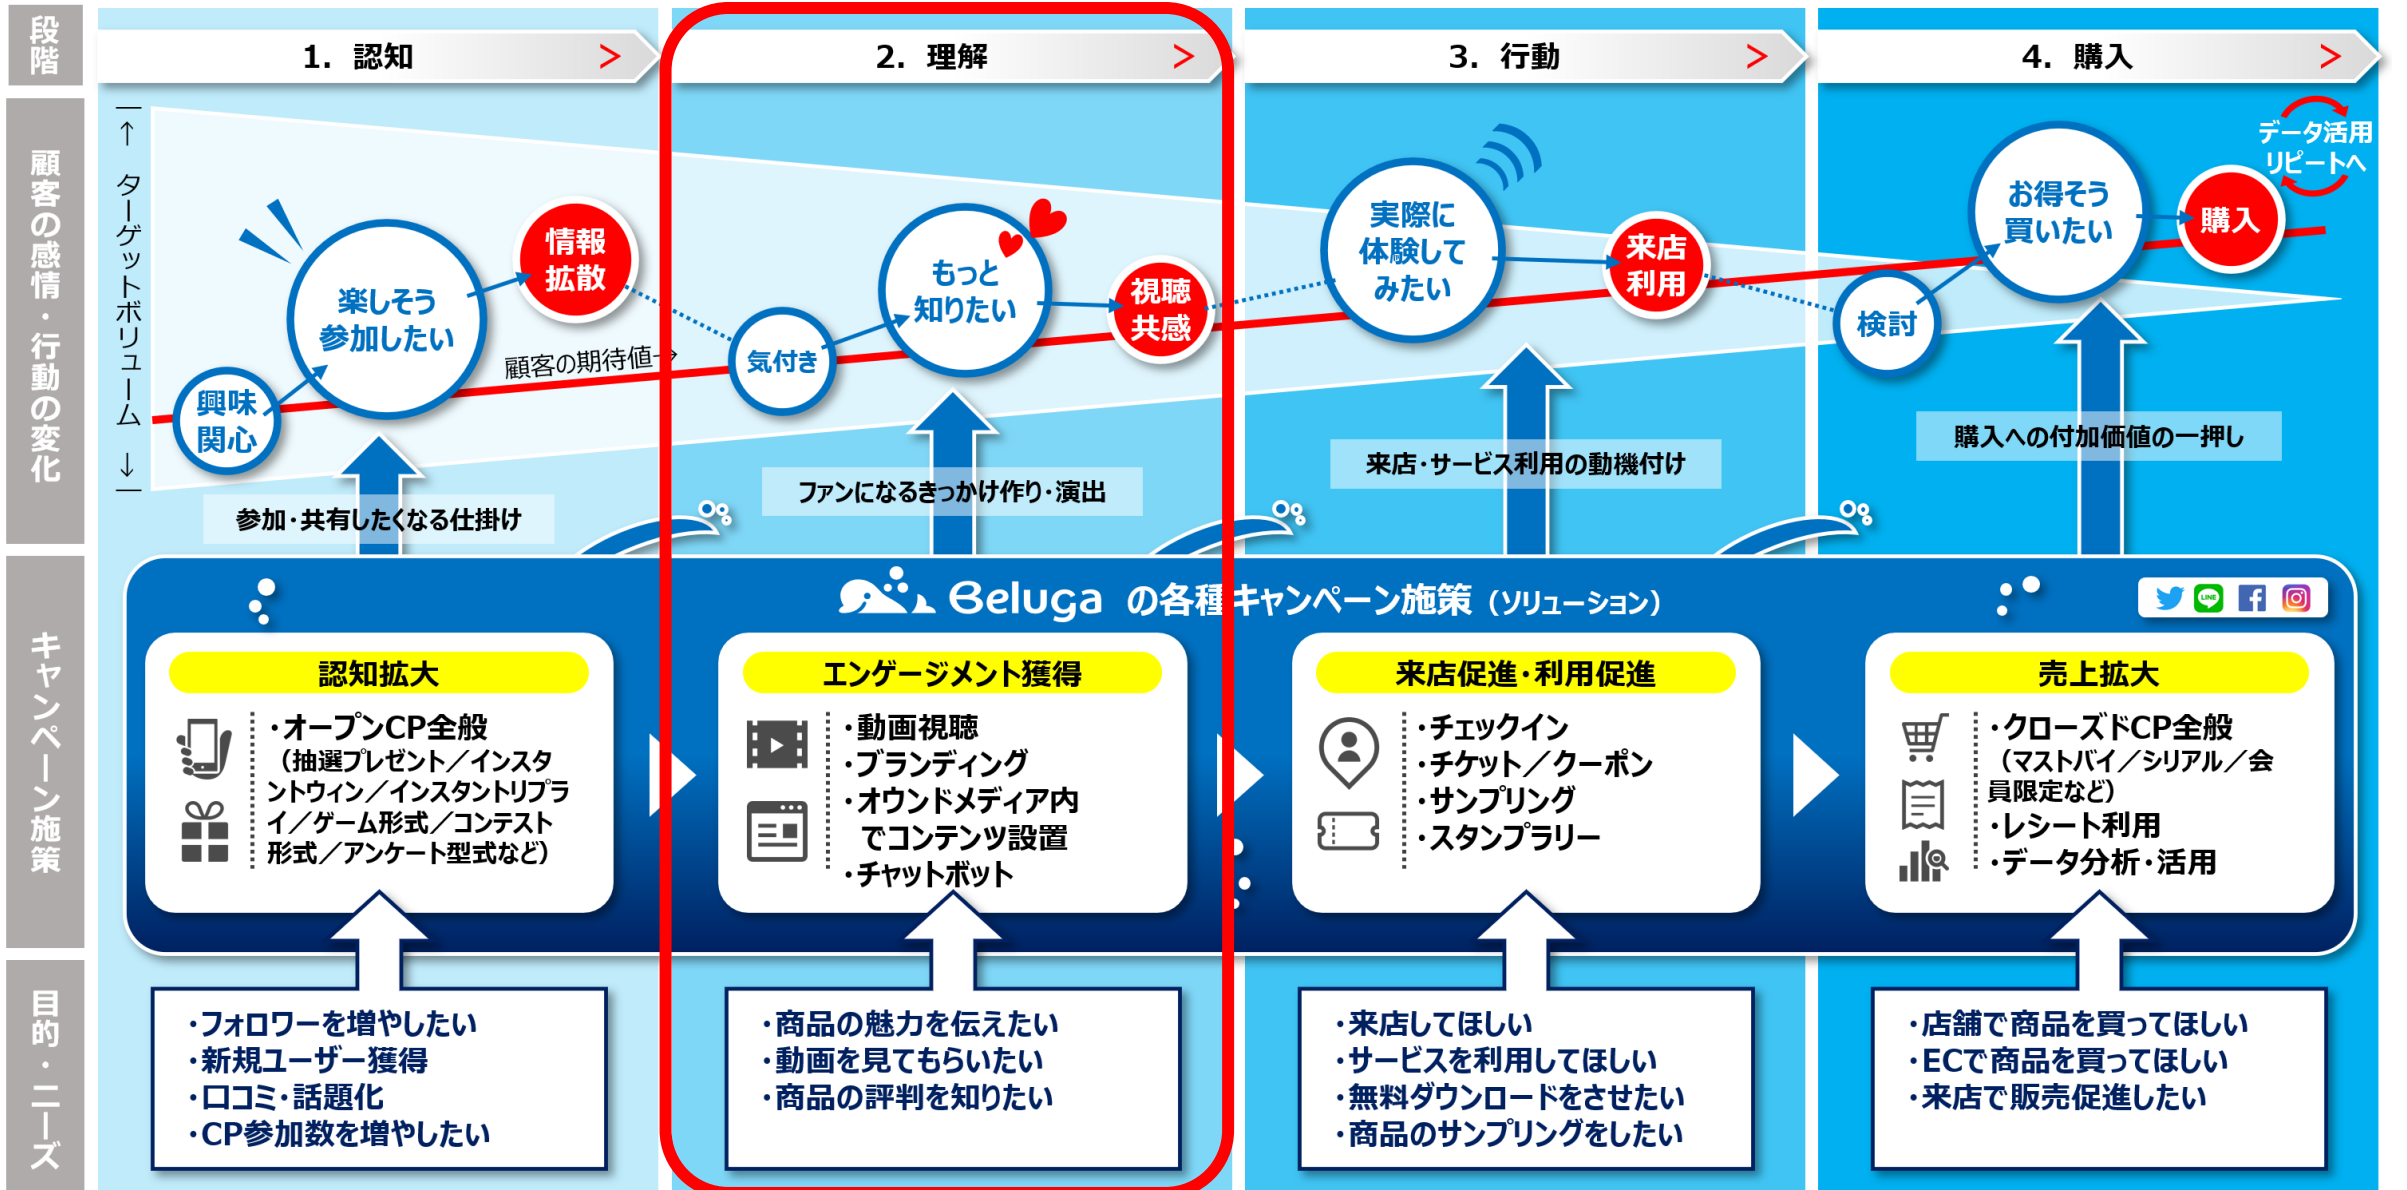 段階
1. 認知 >
2. 理解 >
3. 行動 >
4. 購入 >
顧客の感情・行動の変化
← ターゲットボリューム →
興味
関心
楽しそう
参加したい
情報
拡散
顧客の期待値→
気付き
もっと
知りたい
視聴
共感
実際に
体験して
みたい
来店
利用
検討
お得そう
買いたい
購入
データ活用
リピートへ
参加・共有したくなる仕掛け
ファンになるきっかけ作り・演出
来店・サービス利用の動機付け
購入への付加価値の一押し
キャンペーン施策
Beluga の各種キャンペーン施策（ソリューション）
LINE
認知拡大
・オープンCP全般
（抽選プレゼント／インスタ
ントウィン／インスタントリプラ
イ／ゲーム形式／コンテスト
形式／アンケート型式など）
エンゲージメント獲得
・動画視聴
・ブランディング
・オウンドメディア内
でコンテンツ設置
・チャットボット
来店促進・利用促進
・チェックイン
・チケット／クーポン
・サンプリング
・スタンプラリー
売上拡大
・クローズドCP全般
（マストバイ／シリアル／会
員限定など）
・レシート利用
・データ分析・活用
目的・ニーズ
・フォロワーを増やしたい
・新規ユーザー獲得
・口コミ・話題化
・CP参加数を増やしたい
・商品の魅力を伝えたい
・動画を見てもらいたい
・商品の評判を知りたい
・来店してほしい
・サービスを利用してほしい
・無料ダウンロードをさせたい
・商品のサンプリングをしたい
・店舗で商品を買ってほしい
・ECで商品を買ってほしい
・来店で販売促進したい